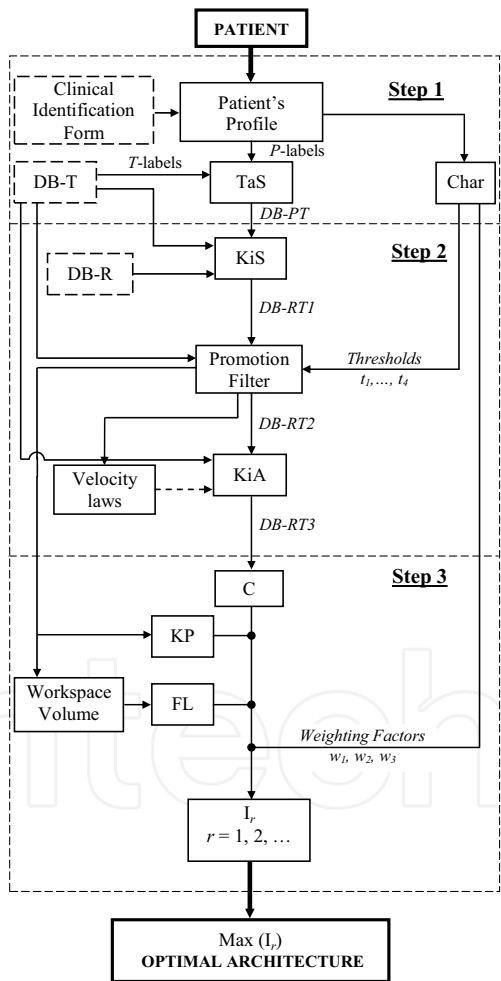 PATIENT
Step 1
Clinical
Identification
Form
Patient's
Profile
T-labels
P-labels
DB-T
TaS
Char
DB-PT
Step 2
KiS
DB-R
DB-RT1
Promotion
Filter
Thresholds
t1,..., t4
DB-RT2
Velocity
laws
KiA
DB-RT3
Step 3
C
KP
Workspace
Volume
FL
Weighting Factors
w1, w2, w3
Ir
r = 1, 2, ...
Max (Ir)
OPTIMAL ARCHITECTURE